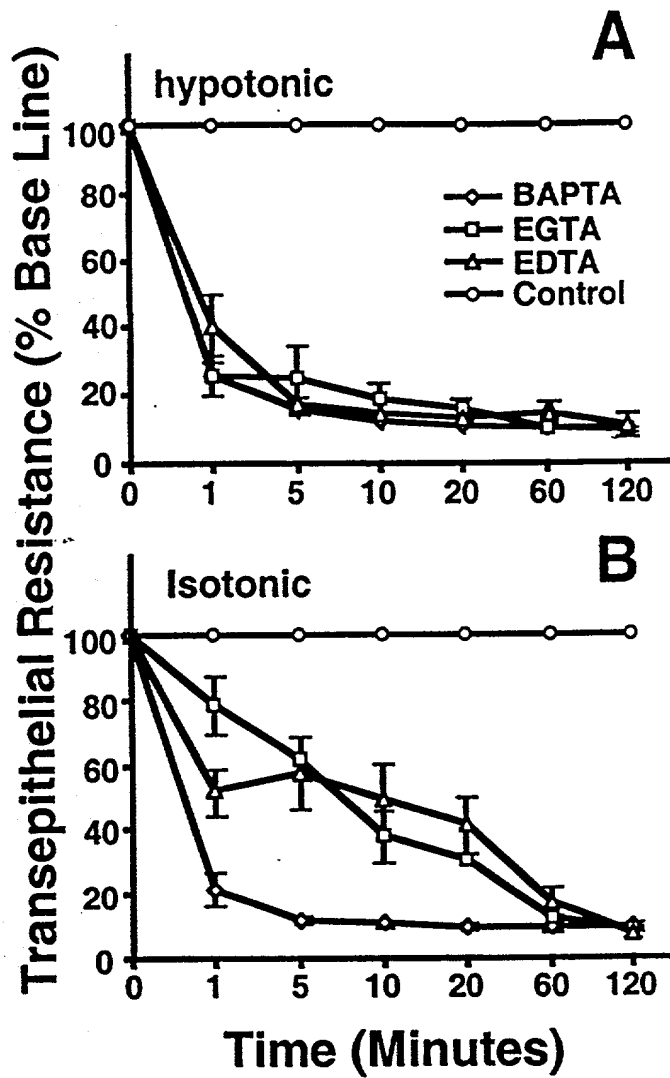 A
hypotonic
Transepithelial Resistance (% Base Line)
100
80
60
40
20
0
BAPTA
EGTA
EDTA
Control
0 1 5 10 20 60 120
B
Isotonic
100
80
60
40
20
0
0 1 5 10 20 60 120
Time (Minutes)